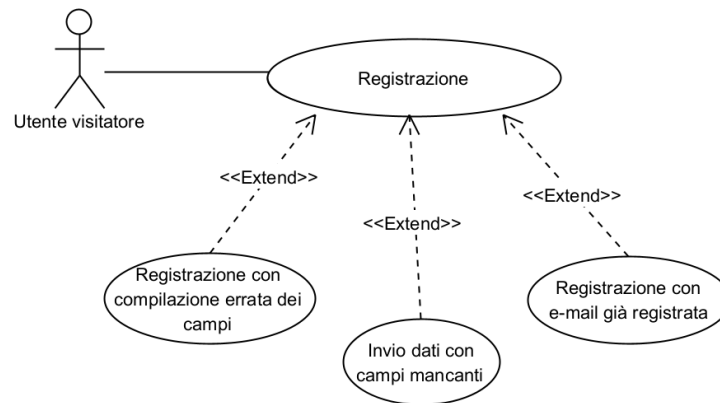 Registrazione
Utente visitatore
<<Extend>>
<<Extend>>
<<Extend>>
Registrazione con
compilazione errata dei
campi
Invio dati con
campi mancanti
Registrazione con
e-mail già registrata